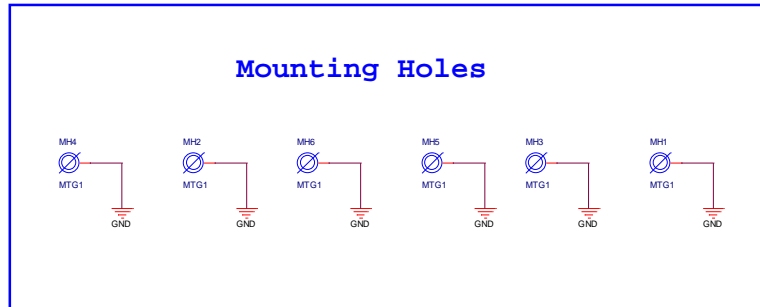 Mounting Holes
MH4 MH2 MH6 MH5 MH3 MH1
MTG1 MTG1 MTG1 MTG1 MTG1 MTG1
GND GND GND GND GND GND